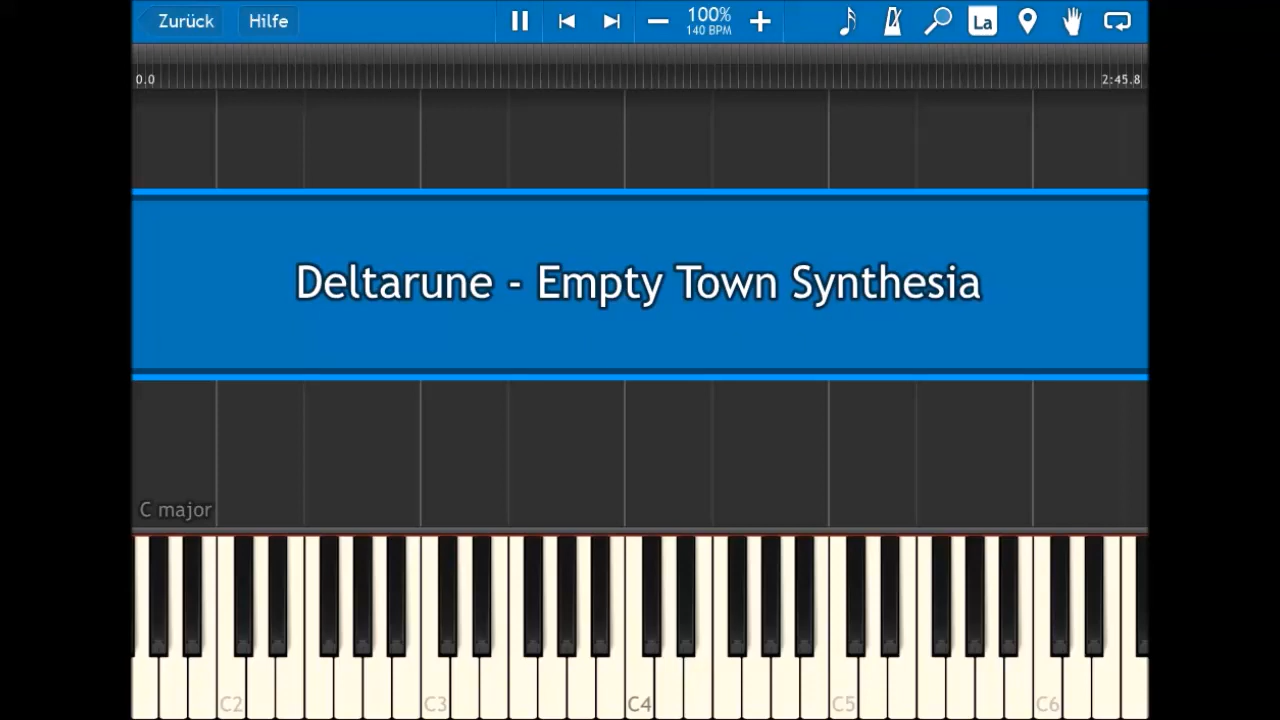 Zurück Hilfe 100% La
140 BPM
0.0 2:45.8
Deltarune - Empty Town Synthesia
C major
C2 C3 C4 C5 C6